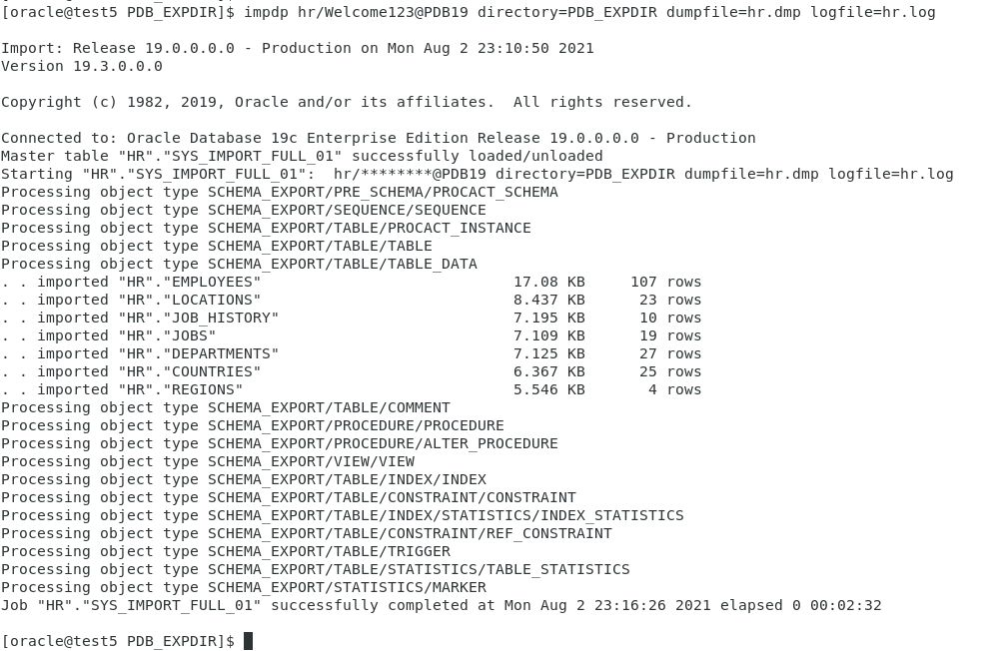 [oracle@test5 PDB_EXPDIR]$ impdp hr/Welcome123@PDB19 directory=PDB_EXPDIR dumpfile=hr.dmp logfile=hr.log
Import: Release 19.0.0.0.0 - Production on Mon Aug 2 23:10:50 2021
Version 19.3.0.0.0
Copyright (c) 1982, 2019, Oracle and/or its affiliates.  All rights reserved.
Connected to: Oracle Database 19c Enterprise Edition Release 19.0.0.0.0 - Production
Master table "HR"."SYS_IMPORT_FULL_01" successfully loaded/unloaded
Starting "HR"."SYS_IMPORT_FULL_01":  hr/********@PDB19 directory=PDB_EXPDIR dumpfile=hr.dmp logfile=hr.log
Processing object type SCHEMA_EXPORT/PRE_SCHEMA/PROCACT_SCHEMA
Processing object type SCHEMA_EXPORT/SEQUENCE/SEQUENCE
Processing object type SCHEMA_EXPORT/TABLE/PROCACT_INSTANCE
Processing object type SCHEMA_EXPORT/TABLE/TABLE
Processing object type SCHEMA_EXPORT/TABLE/TABLE_DATA
. . imported "HR"."EMPLOYEES"                            17.08 KB     107 rows
. . imported "HR"."LOCATIONS"                            8.437 KB      23 rows
. . imported "HR"."JOB_HISTORY"                          7.195 KB      10 rows
. . imported "HR"."JOBS"                                 7.109 KB      19 rows
. . imported "HR"."DEPARTMENTS"                          7.125 KB      27 rows
. . imported "HR"."COUNTRIES"                            6.367 KB      25 rows
. . imported "HR"."REGIONS"                              5.546 KB       4 rows
Processing object type SCHEMA_EXPORT/TABLE/COMMENT
Processing object type SCHEMA_EXPORT/PROCEDURE/PROCEDURE
Processing object type SCHEMA_EXPORT/PROCEDURE/ALTER_PROCEDURE
Processing object type SCHEMA_EXPORT/VIEW/VIEW
Processing object type SCHEMA_EXPORT/TABLE/INDEX/INDEX
Processing object type SCHEMA_EXPORT/TABLE/CONSTRAINT/CONSTRAINT
Processing object type SCHEMA_EXPORT/TABLE/INDEX/STATISTICS/INDEX_STATISTICS
Processing object type SCHEMA_EXPORT/TABLE/CONSTRAINT/REF_CONSTRAINT
Processing object type SCHEMA_EXPORT/TABLE/TRIGGER
Processing object type SCHEMA_EXPORT/TABLE/STATISTICS/TABLE_STATISTICS
Processing object type SCHEMA_EXPORT/STATISTICS/MARKER
Job "HR"."SYS_IMPORT_FULL_01" successfully completed at Mon Aug 2 23:16:26 2021 elapsed 0 00:02:32
[oracle@test5 PDB_EXPDIR]$